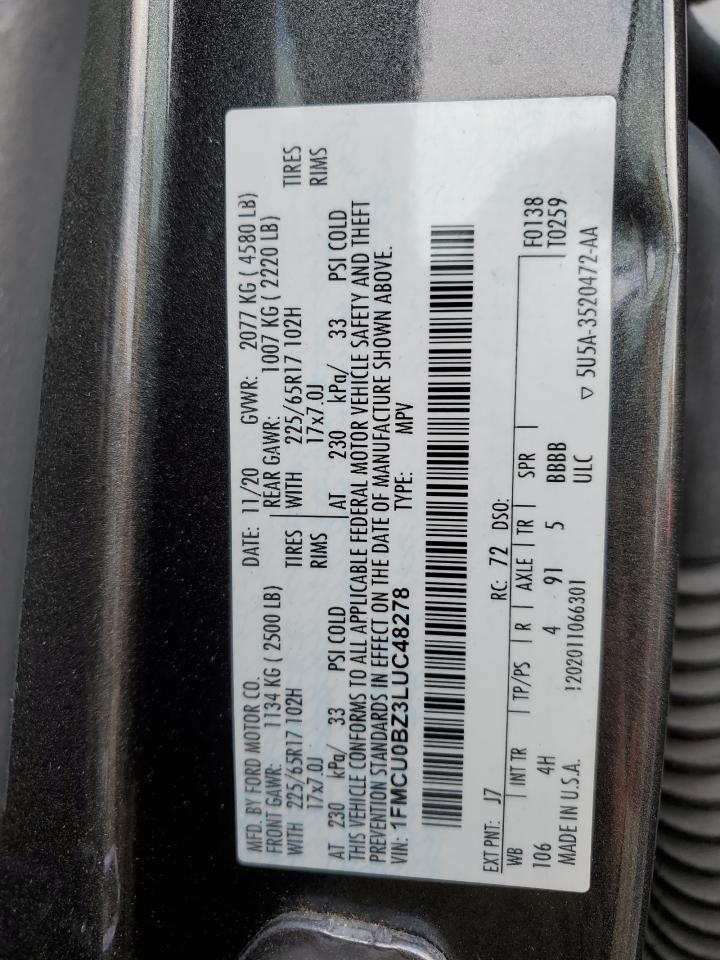 MFD. BY FORD MOTOR CO. DATE: 11/20 GVWR: 2077 KG ( 4580 LB)
FRONT GAWR: 1134 KG ( 2500 LB) REAR GAWR: 1007 KG ( 2220 LB)
WITH 225/65R17 102H TIRES WITH 225/65R17 102H TIRES
17x7.0J RIMS 17x7.0J RIMS
AT 230 kPa/ 33 PSI COLD AT 230 kPa/ 33 PSI COLD
THIS VEHICLE CONFORMS TO ALL APPLICABLE FEDERAL MOTOR VEHICLE SAFETY AND THEFT
PREVENTION STANDARDS IN EFFECT ON THE DATE OF MANUFACTURE SHOWN ABOVE.
VIN: 1FMCU0BZ3LUC48278 TYPE: MPV
EXT PNT: J7 RC: 72 DSO: F0138
WB INT TR TP/PS R AXLE TR SPR T0259
106 4H 4 91 5 BBBB
MADE IN U.S.A. 1202011066301 ULC ▽ 5U5A-3520472-AA